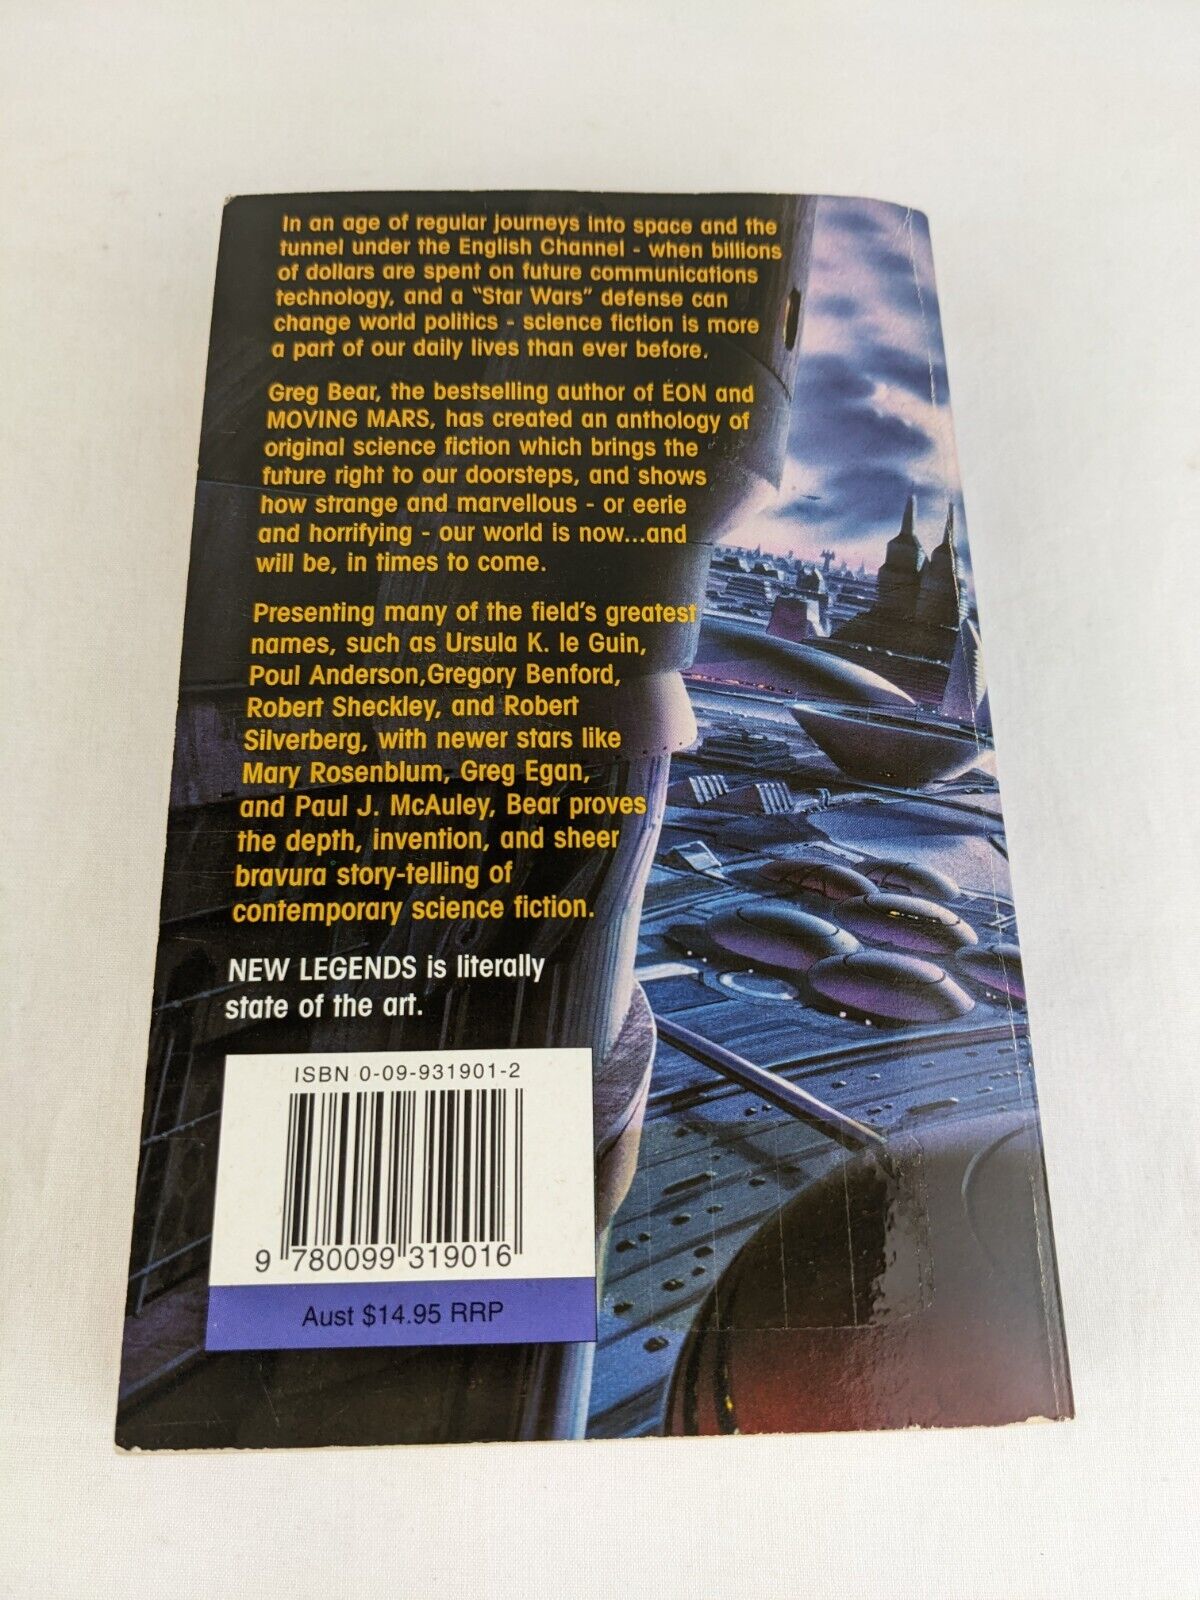 In an age of regular journeys into space and the
tunnel under the English Channel - when billions
of dollars are spent on future communications
technology, and a "Star Wars" defense can
change world politics - science fiction is more
a part of our daily lives than ever before.
Greg Bear, the bestselling author of EON and
MOVING MARS, has created an anthology of
original science fiction which brings the
future right to our doorsteps, and shows
how strange and marvellous - or eerie
and horrifying - our world is now...and
will be, in times to come.
Presenting many of the field's greatest
names, such as Ursula K. le Guin,
Poul Anderson,Gregory Benford,
Robert Sheckley, and Robert
Silverberg, with newer stars like
Mary Rosenblum, Greg Egan,
and Paul J. McAuley, Bear proves
the depth, invention, and sheer
bravura story-telling of
contemporary science fiction.
NEW LEGENDS is literally
state of the art.
ISBN 0-09-931901-2
9 780099 319016
Aust $14.95 RRP